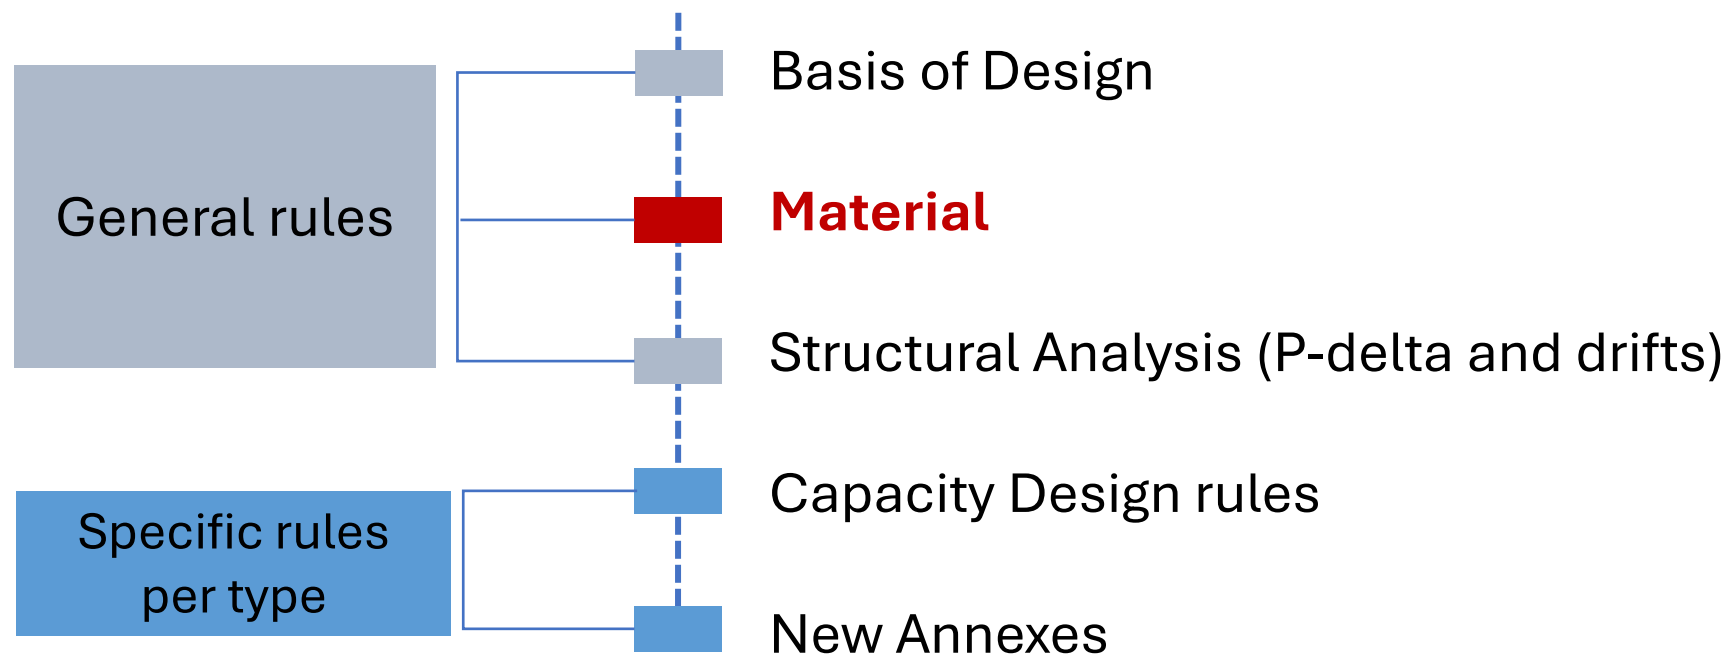 General rules
Basis of Design
Material
Structural Analysis (P-delta and drifts)
Specific rules
per type
Capacity Design rules
New Annexes